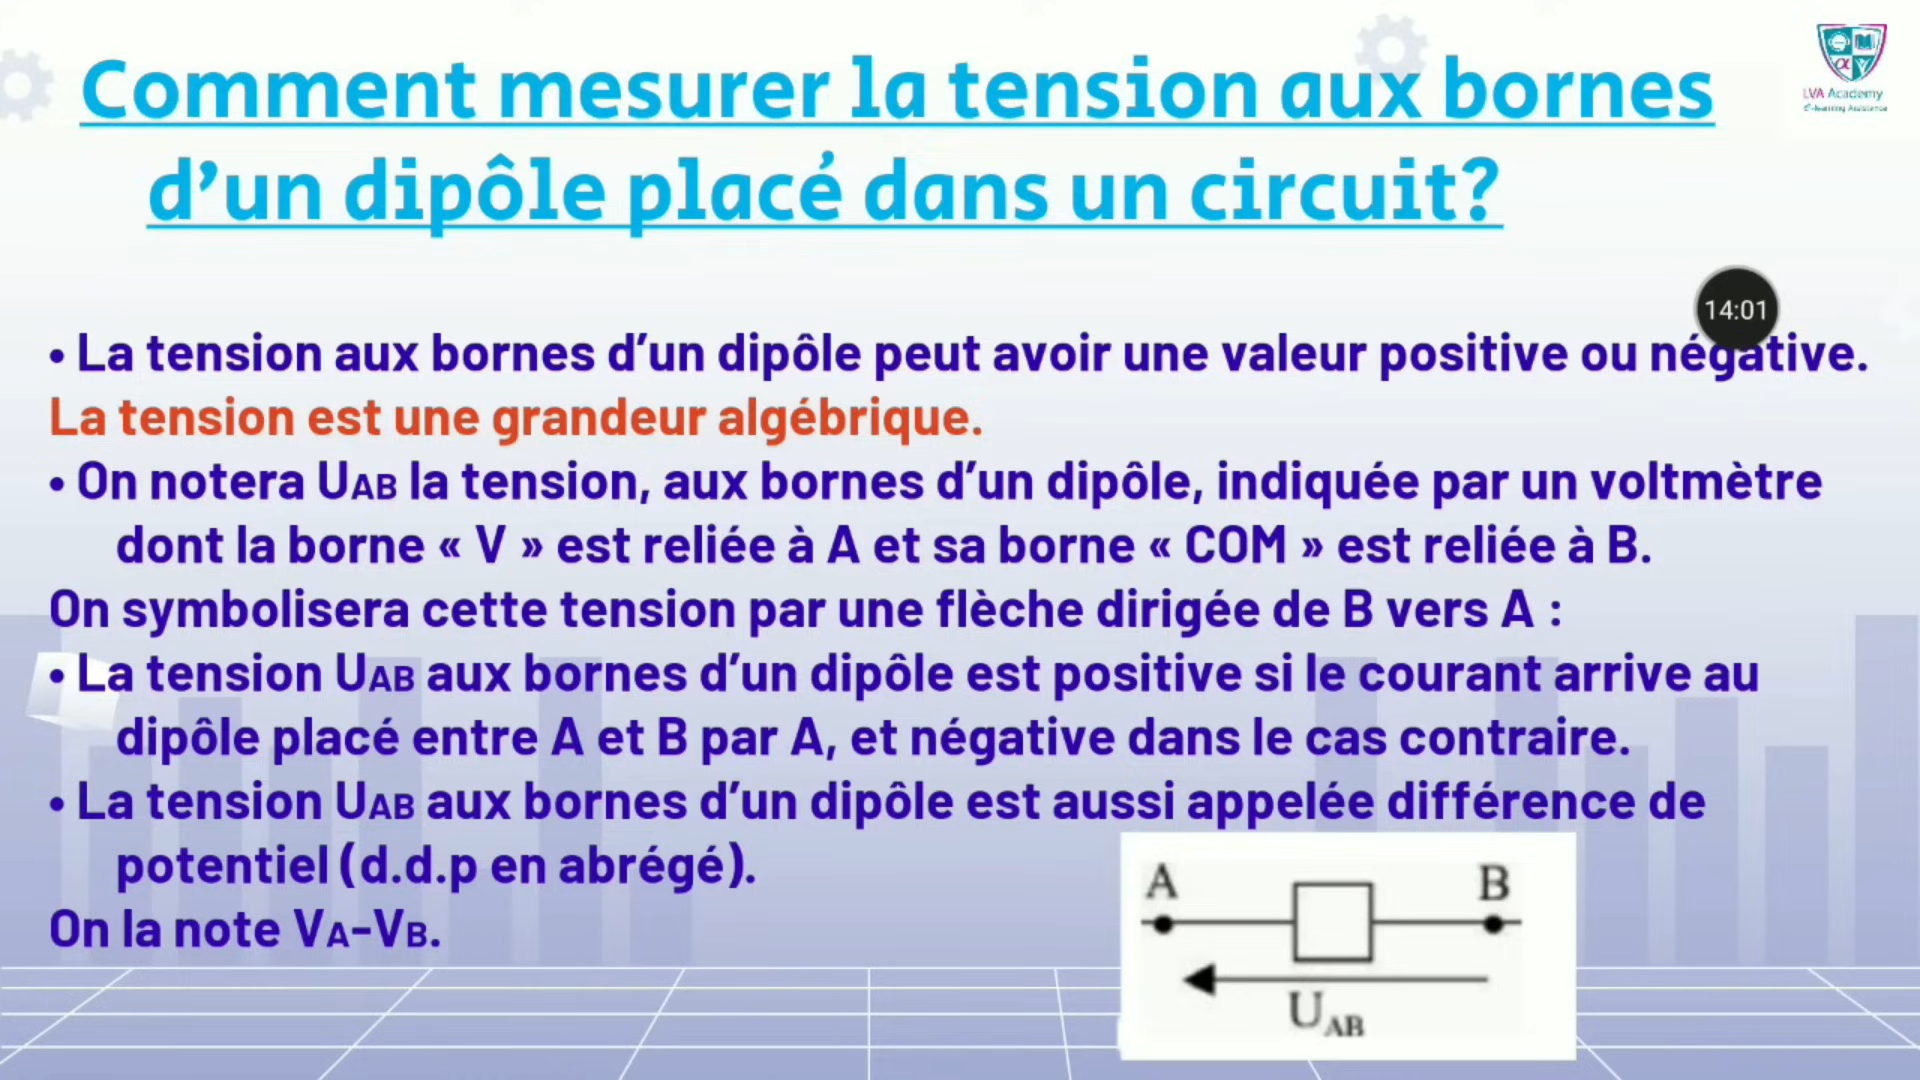 Comment mesurer la tension aux bornes
d'un dipôle placé dans un circuit?
LVA Academy
e-learning Assistance
14:01
• La tension aux bornes d'un dipôle peut avoir une valeur positive ou négative.
La tension est une grandeur algébrique.
• On notera UAB la tension, aux bornes d'un dipôle, indiquée par un voltmètre
dont la borne « V » est reliée à A et sa borne « COM » est reliée à B.
On symbolisera cette tension par une flèche dirigée de B vers A :
• La tension UAB aux bornes d'un dipôle est positive si le courant arrive au
dipôle placé entre A et B par A, et négative dans le cas contraire.
• La tension UAB aux bornes d'un dipôle est aussi appelée différence de
potentiel (d.d.p en abrégé).
On la note VA-VB.
A B
UAB